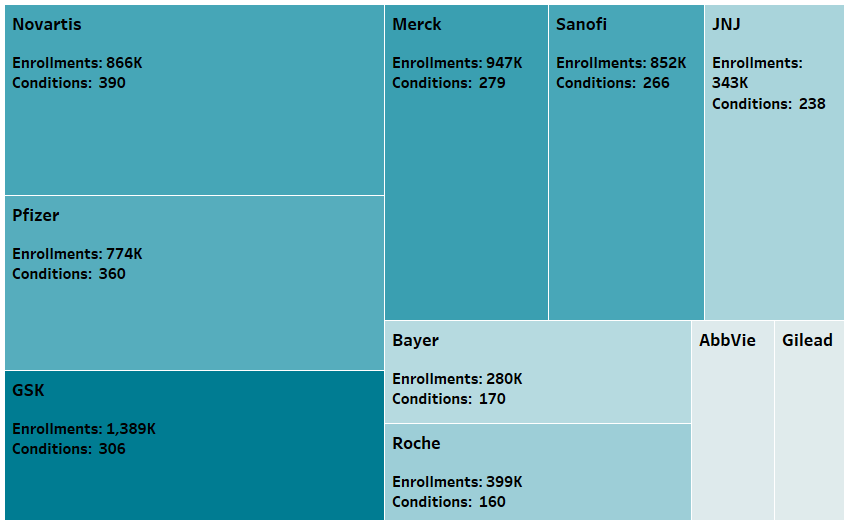 Novartis
Enrollments: 866K
Conditions: 390
Pfizer
Enrollments: 774K
Conditions: 360
GSK
Enrollments: 1,389K
Conditions: 306
Merck
Enrollments: 947K
Conditions: 279
Sanofi
Enrollments: 852K
Conditions: 266
JNJ
Enrollments:
343K
Conditions: 238
Bayer
Enrollments: 280K
Conditions: 170
Roche
Enrollments: 399K
Conditions: 160
AbbVie
Gilead